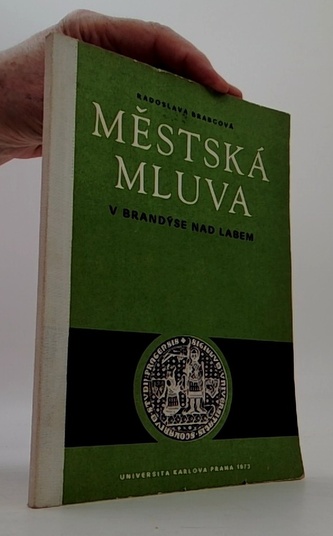 RADOSLAVA BRABCOVÁ
MĚSTSKÁ
MLUVA
V BRANDÝSE NAD LABEM
UNIVERSITA KARLOVA PRAHA 1973